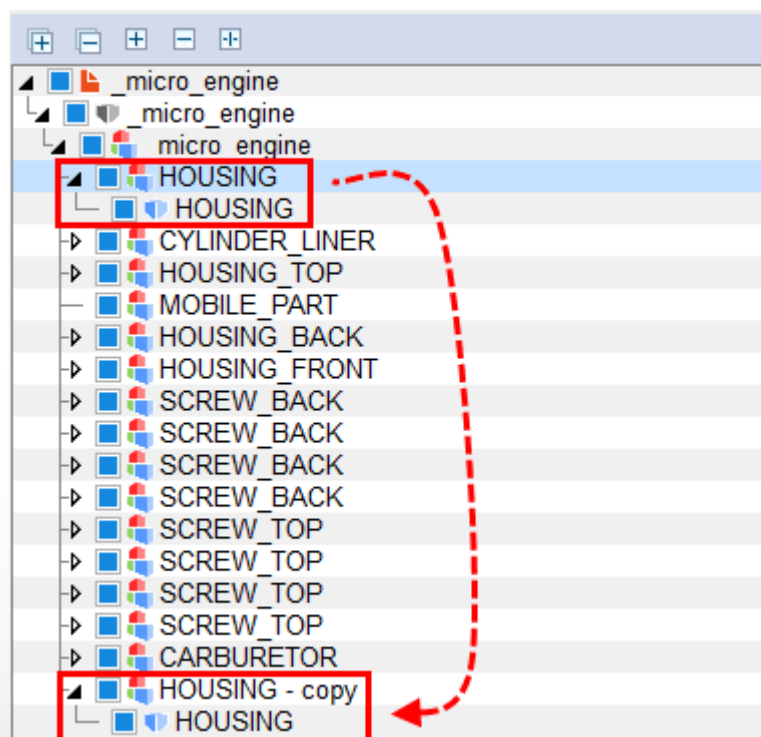 _micro_engine
_micro_engine
_micro_engine
HOUSING
HOUSING
CYLINDER_LINER
HOUSING_TOP
MOBILE_PART
HOUSING_BACK
HOUSING_FRONT
SCREW_BACK
SCREW_BACK
SCREW_BACK
SCREW_BACK
SCREW_TOP
SCREW_TOP
SCREW_TOP
SCREW_TOP
CARBURETOR
HOUSING - copy
HOUSING